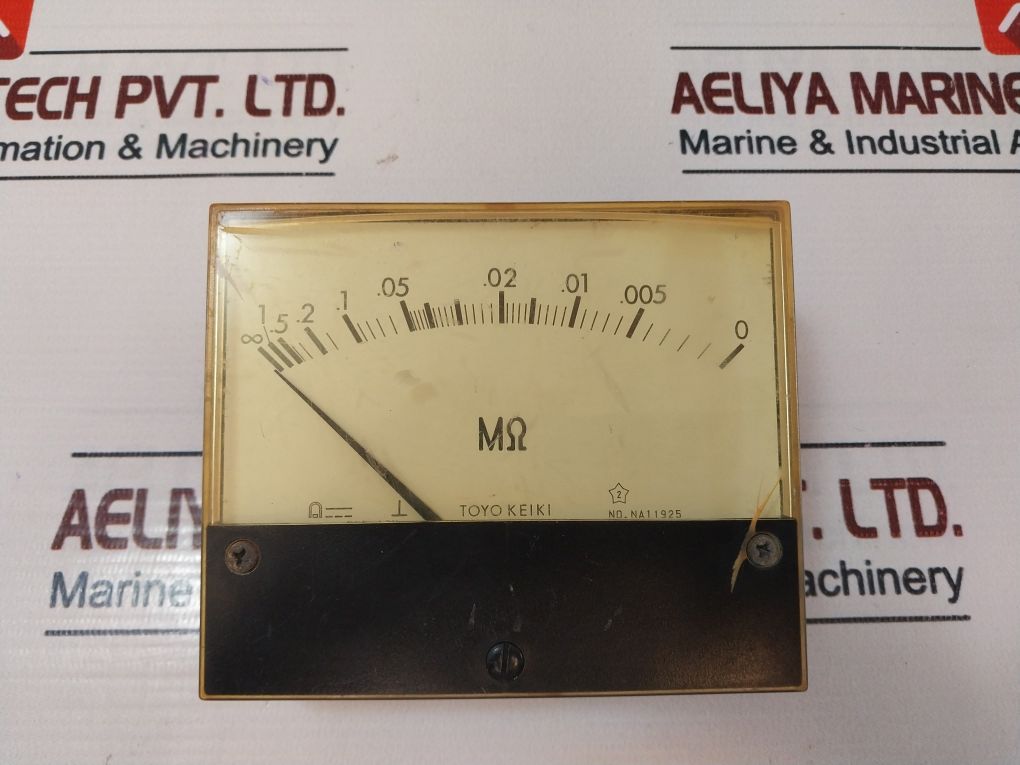 TECH PVT. LTD.
mation & Machinery
AELIYA MARINE
Marine & Industrial A
∞ 1 .5 .2 .1 .05 .02 .01 .005 0
MΩ
TOYO KEIKI
2
NO. NA11925
AELIY
T. LTD.
Marine
achinery